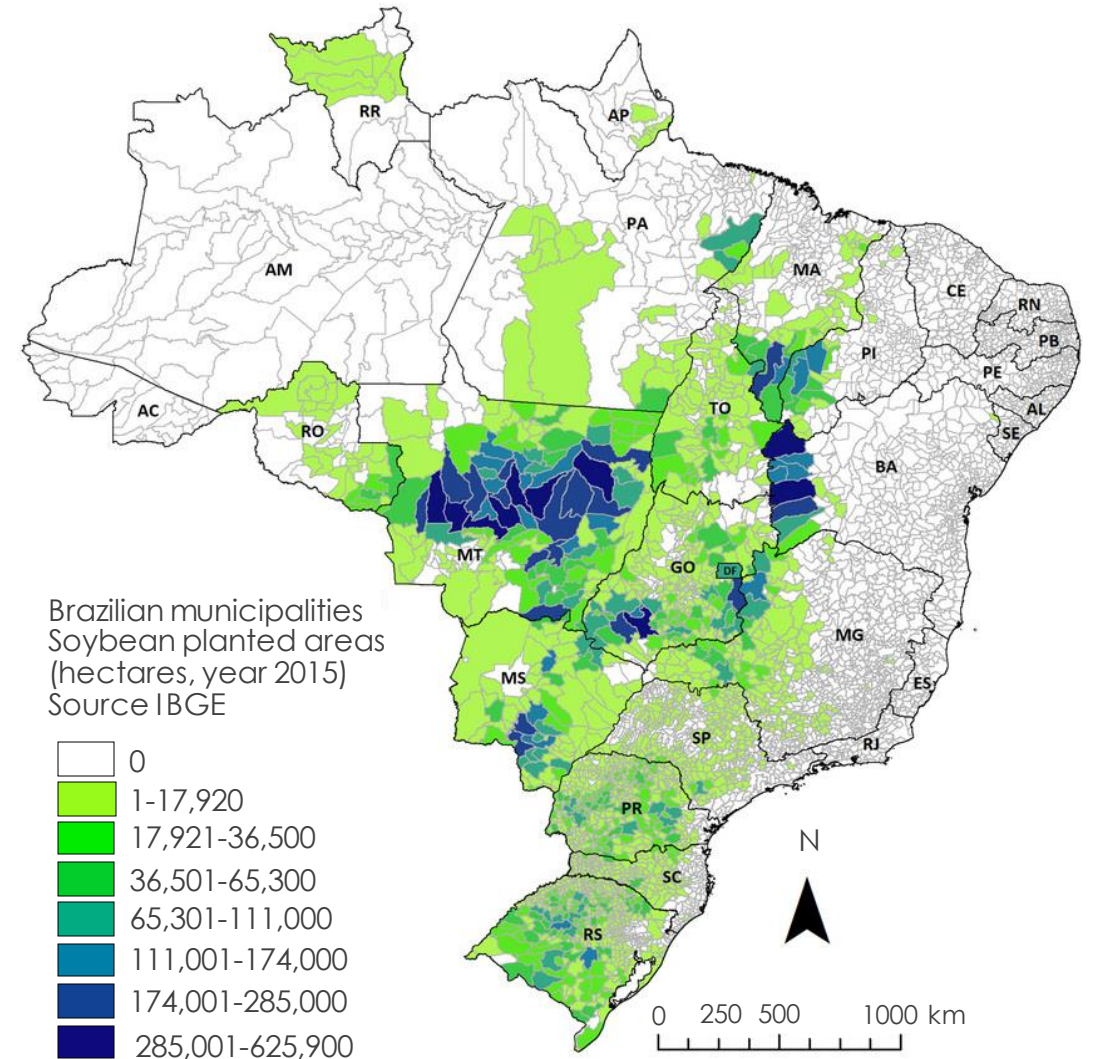 RR
AP
AM
PA
MA
CE
RN
PB
PI
PE
AL
SE
AC
RO
TO
BA
MT
GO
DF
MG
ES
MS
SP
RJ
PR
SC
RS
Brazilian municipalities
Soybean planted areas
(hectares, year 2015)
Source IBGE
0
1-17,920
17,921-36,500
36,501-65,300
65,301-111,000
111,001-174,000
174,001-285,000
285,001-625,900
N
0 250 500 1000 km